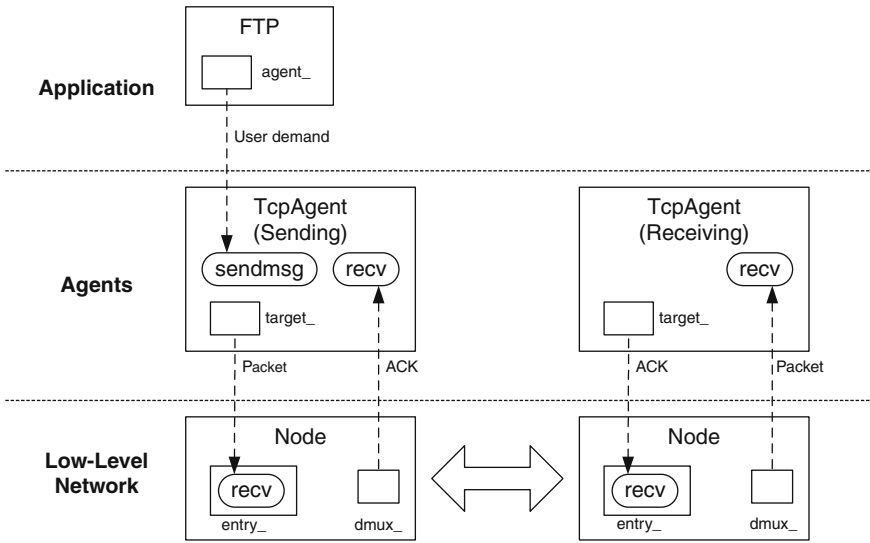 FTP
agent_
Application
User demand
TcpAgent
(Sending)
TcpAgent
(Receiving)
sendmsg
recv
recv
Agents
target_
target_
Packet
ACK
ACK
Packet
Node
Node
Low-Level
Network
recv
recv
entry_
dmux_
entry_
dmux_